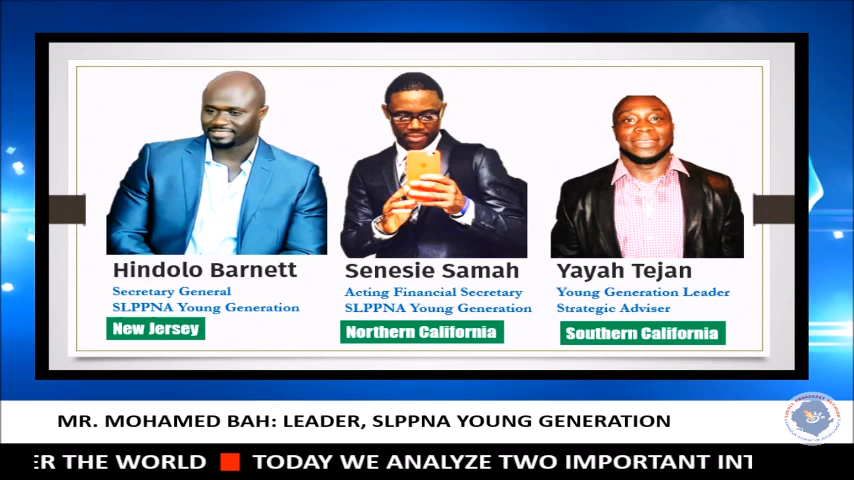 Hindolo Barnett
Secretary General
SLPPNA Young Generation
New Jersey
Senesie Samah
Acting Financial Secretary
SLPPNA Young Generation
Northern California
Yayah Tejan
Young Generation Leader
Strategic Adviser
Southern California
MR. MOHAMED BAH: LEADER, SLPPNA YOUNG GENERATION
ER THE WORLD TODAY WE ANALYZE TWO IMPORTANT INT